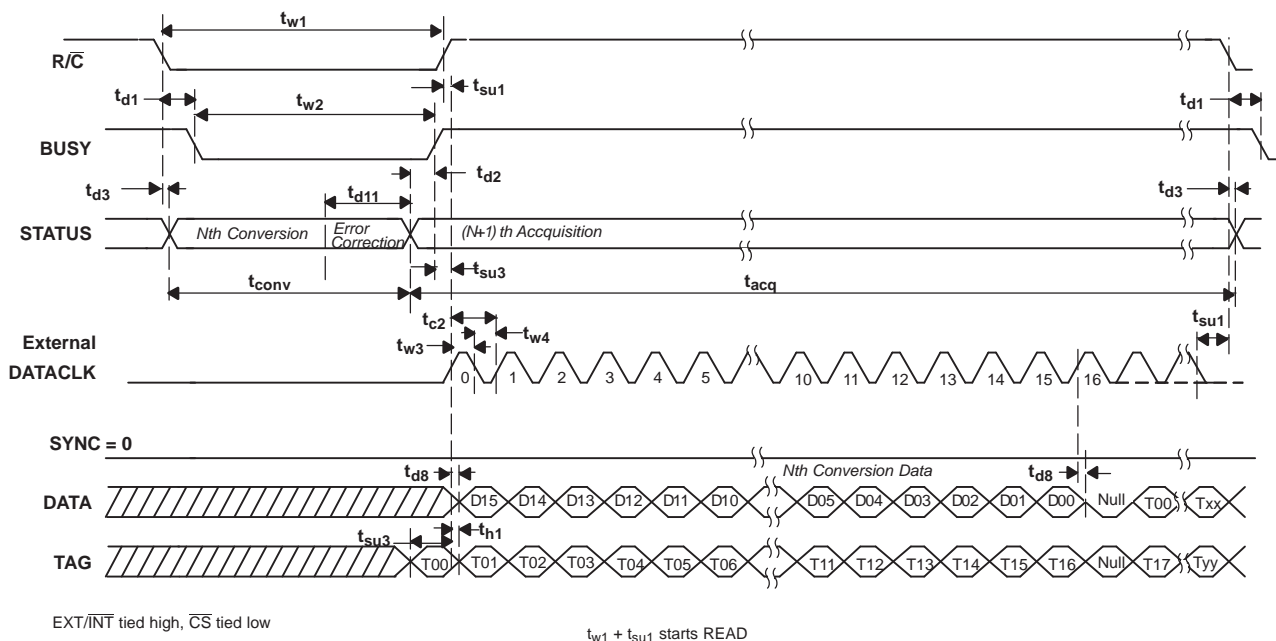 tw1
R/C
tsu1
td1
tw2
td1
BUSY
td2
td3
td11
td3
STATUS
Nth Conversion
Error
Correction
(N+1) th Accquisition
tsu3
tconv
tacq
tc2
tsu1
External
tw3
tw4
DATACLK
0 1 2 3 4 5 10 11 12 13 14 15 16
SYNC = 0
td8
Nth Conversion Data
td8
DATA
D15 D14 D13 D12 D11 D10 D05 D04 D03 D02 D01 D00 Null T00 Txx
tsu3
th1
TAG
T00 T01 T02 T03 T04 T05 T06 T11 T12 T13 T14 T15 T16 Null T17 Tyy
EXT/INT tied high, CS tied low
tw1 + tsu1 starts READ